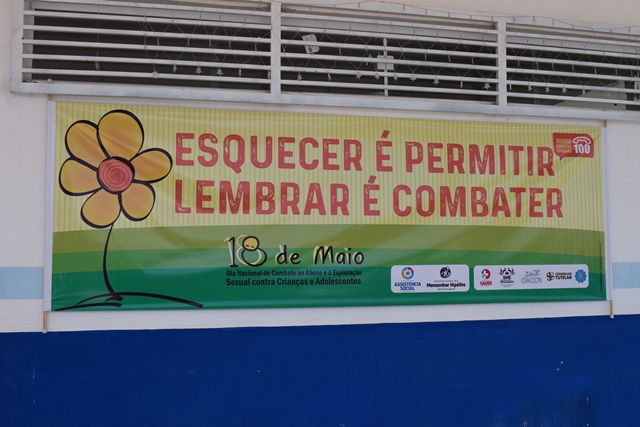 ESQUECER É PERMITIR
LEMBRAR É COMBATER
100
18 de Maio
Dia Nacional de Combate ao Abuso e à Exploração
Sexual contra Crianças e Adolescentes
ASSISTÊNCIA
SOCIAL
Monsenhor Hipólito
SAÚDE
SME
CONSELHO
TUTELAR